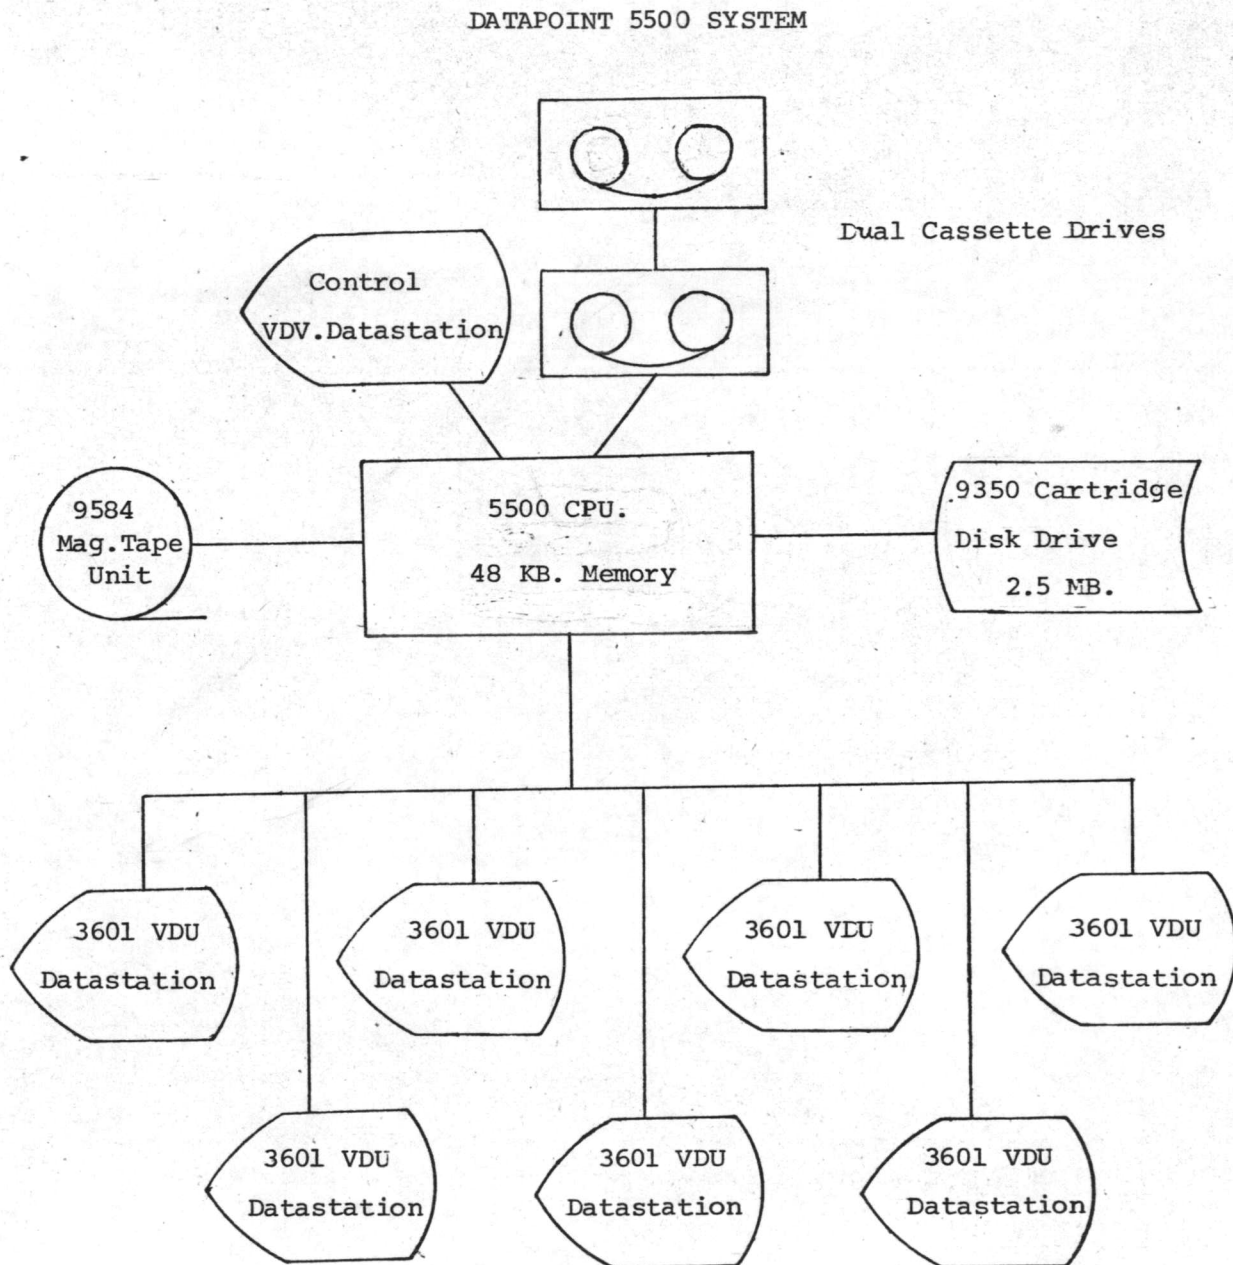 DATAPOINT 5500 SYSTEM
Dual Cassette Drives
Control
VDV.Datastation
9584
Mag.Tape
Unit
5500 CPU.
48 KB. Memory
9350 Cartridge
Disk Drive
2.5 MB.
3601 VDU
Datastation
3601 VDU
Datastation
3601 VDU
Datastation
3601 VDU
Datastation
3601 VDU
Datastation
3601 VDU
Datastation
3601 VDU
Datastation